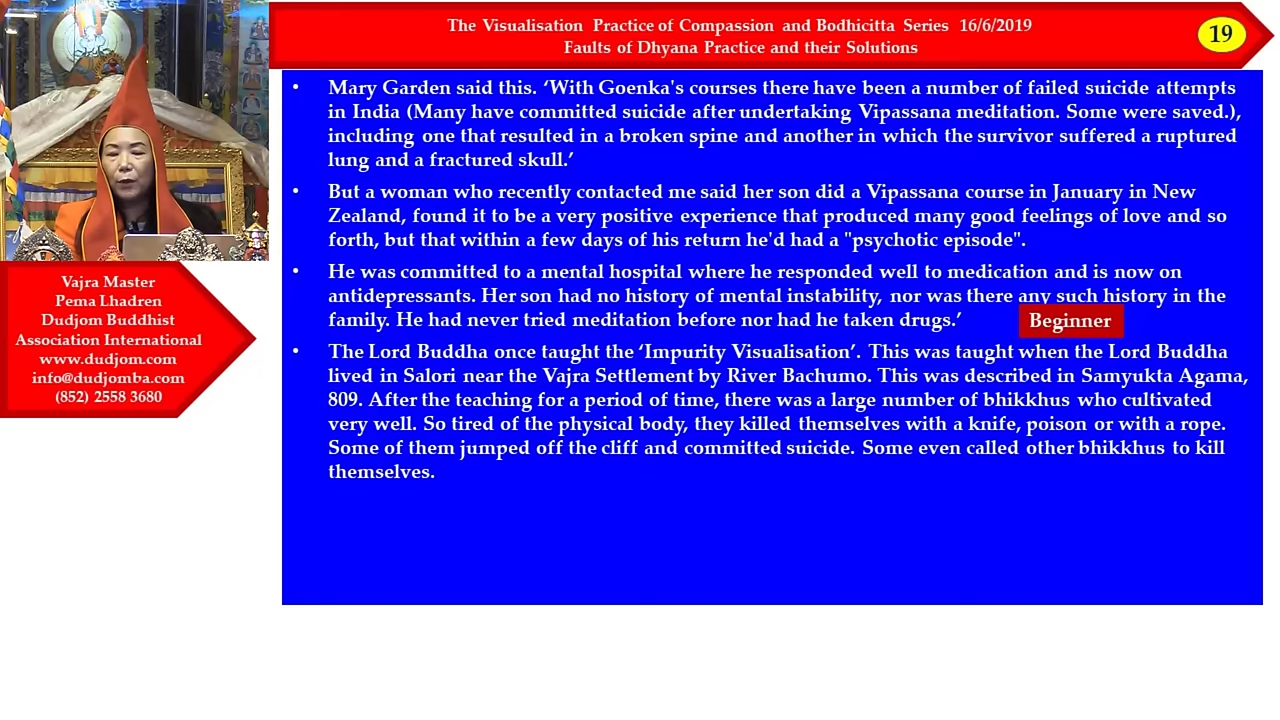 The Visualisation Practice of Compassion and Bodhicitta Series 16/6/2019
Faults of Dhyana Practice and their Solutions
19
• Mary Garden said this. ‘With Goenka's courses there have been a number of failed suicide attempts
in India (Many have committed suicide after undertaking Vipassana meditation. Some were saved.),
including one that resulted in a broken spine and another in which the survivor suffered a ruptured
lung and a fractured skull.’
• But a woman who recently contacted me said her son did a Vipassana course in January in New
Zealand, found it to be a very positive experience that produced many good feelings of love and so
forth, but that within a few days of his return he'd had a "psychotic episode".
• He was committed to a mental hospital where he responded well to medication and is now on
antidepressants. Her son had no history of mental instability, nor was there any such history in the
family. He had never tried meditation before nor had he taken drugs.’
Beginner
• The Lord Buddha once taught the ‘Impurity Visualisation’. This was taught when the Lord Buddha
lived in Salori near the Vajra Settlement by River Bachumo. This was described in Samyukta Agama,
809. After the teaching for a period of time, there was a large number of bhikkhus who cultivated
very well. So tired of the physical body, they killed themselves with a knife, poison or with a rope.
Some of them jumped off the cliff and committed suicide. Some even called other bhikkhus to kill
themselves.
Vajra Master
Pema Lhadren
Dudjom Buddhist
Association International
www.dudjom.com
info@dudjomba.com
(852) 2558 3680